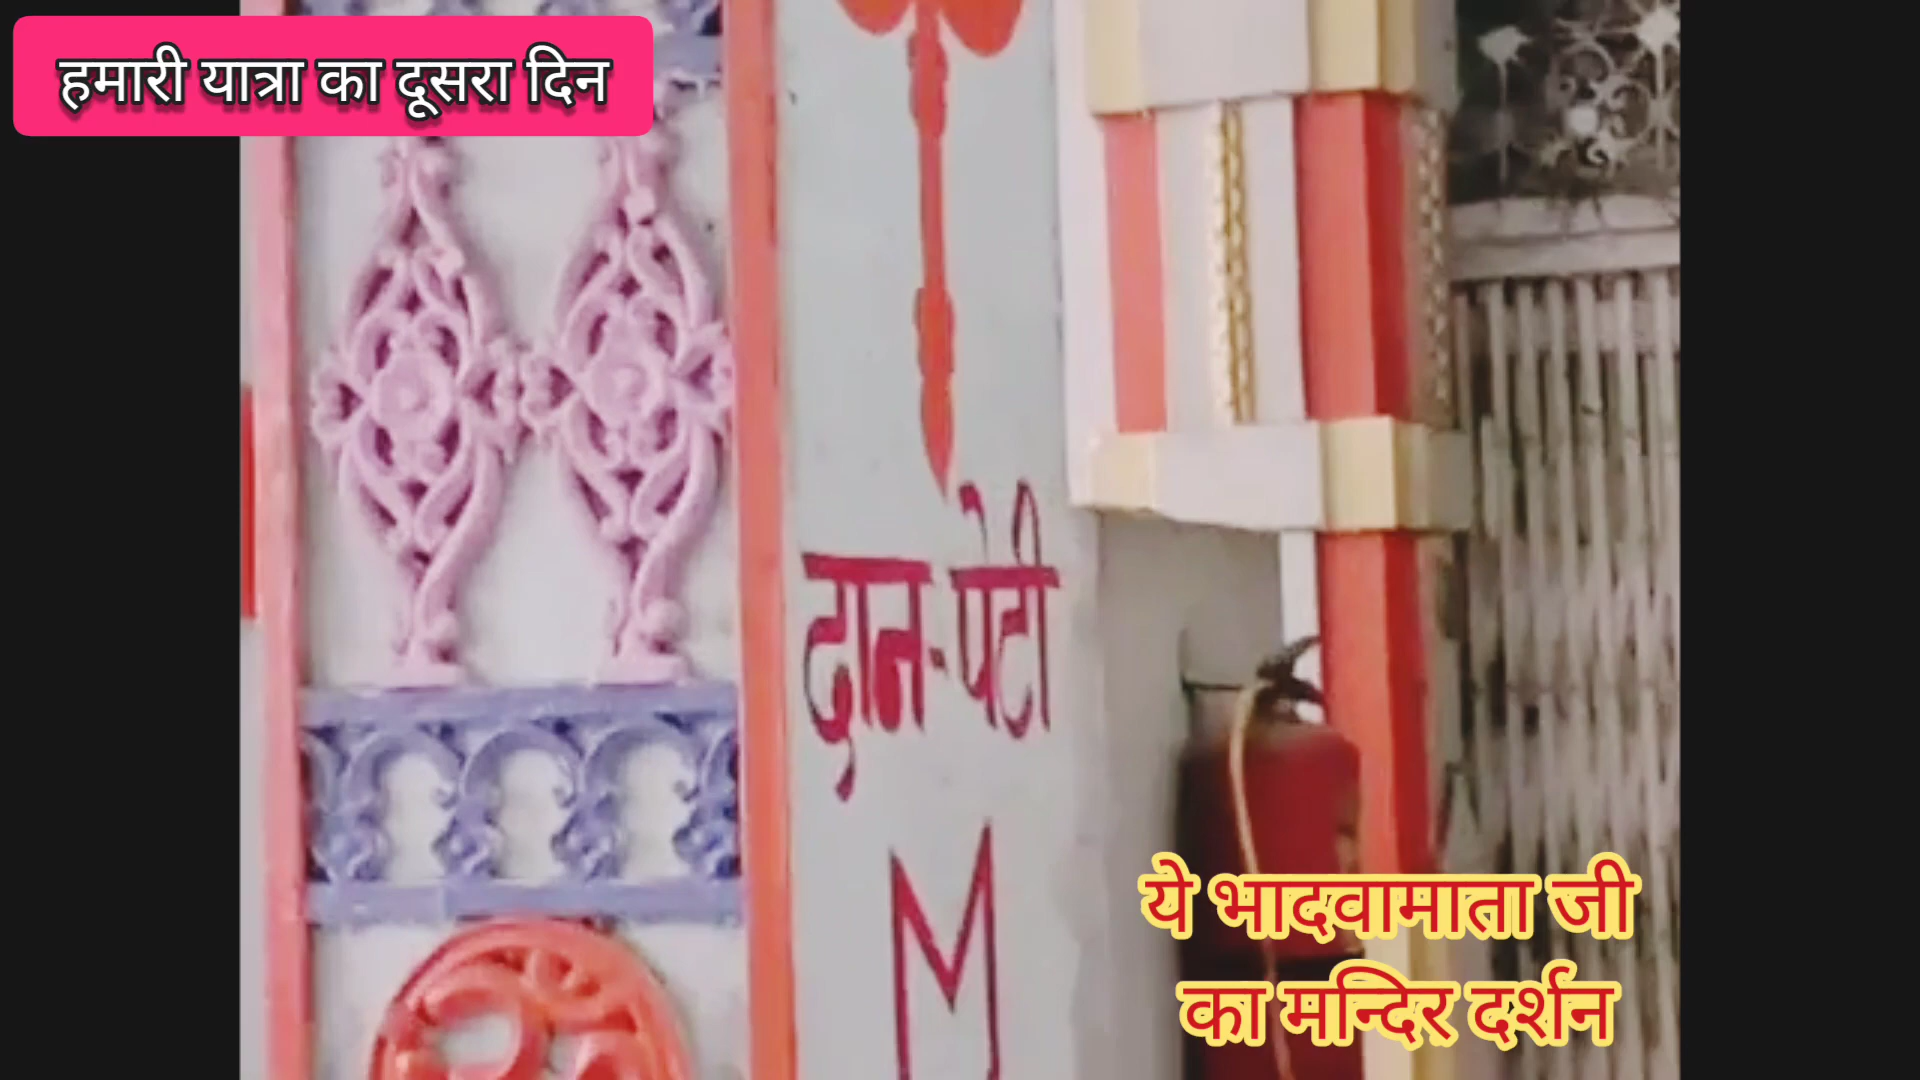 हमारी यात्रा का दूसरा दिन
दान-पेटी
M
ये भादवामाता जी
का मन्दिर दर्शन